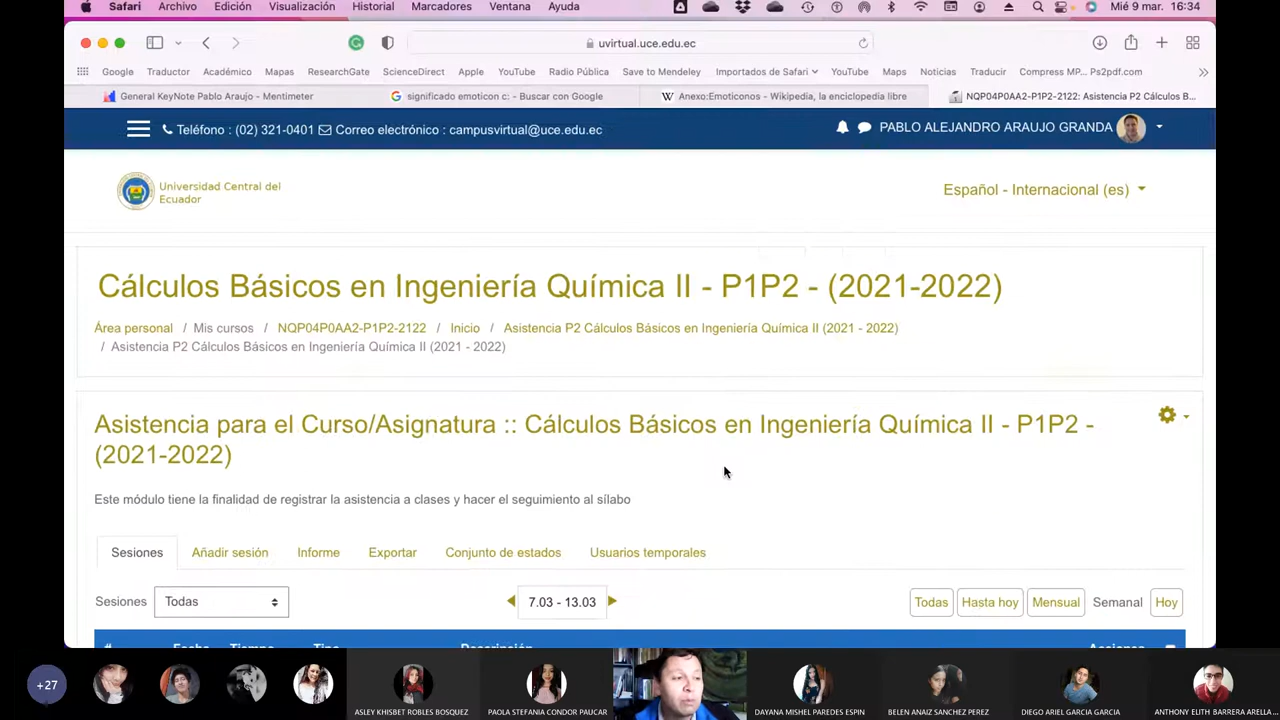 Safari Archivo Edición Visualización Historial Marcadores Ventana Ayuda Mié 9 mar. 16:34
uvirtual.uce.edu.ec
Google Traductor Académico Mapas ResearchGate ScienceDirect Apple YouTube Radio Pública Save to Mendeley Importados de Safari YouTube Maps Noticias Traducir Compress MP... Ps2pdf.com
General KeyNote Pablo Araujo - Mentimeter significado emoticon c: - Buscar con Google Anexo:Emoticonos - Wikipedia, la enciclopedia libre NQP04P0AA2-P1P2-2122: Asistencia P2 Cálculos B...
Teléfono : (02) 321-0401 Correo electrónico : campusvirtual@uce.edu.ec PABLO ALEJANDRO ARAUJO GRANDA
Universidad Central del
Ecuador
Español - Internacional (es)
Cálculos Básicos en Ingeniería Química II - P1P2 - (2021-2022)
Área personal / Mis cursos / NQP04P0AA2-P1P2-2122 / Inicio / Asistencia P2 Cálculos Básicos en Ingeniería Química II (2021 - 2022)
/ Asistencia P2 Cálculos Básicos en Ingeniería Química II (2021 - 2022)
Asistencia para el Curso/Asignatura :: Cálculos Básicos en Ingeniería Química II - P1P2 -
(2021-2022)
Este módulo tiene la finalidad de registrar la asistencia a clases y hacer el seguimiento al sílabo
Sesiones Añadir sesión Informe Exportar Conjunto de estados Usuarios temporales
Sesiones Todas 7.03 - 13.03 Todas Hasta hoy Mensual Semanal Hoy
# Fecha Tiempo Tipo Descripción Acciones
+27 ASLEY KHISBET ROBLES BOSQUEZ PAOLA STEFANIA CONDOR PAUCAR DAYANA MISHEL PAREDES ESPIN BELEN ANAIZ SANCHEZ PEREZ DIEGO ARIEL GARCIA GARCIA ANTHONY ELITH BARRERA ARELLA...